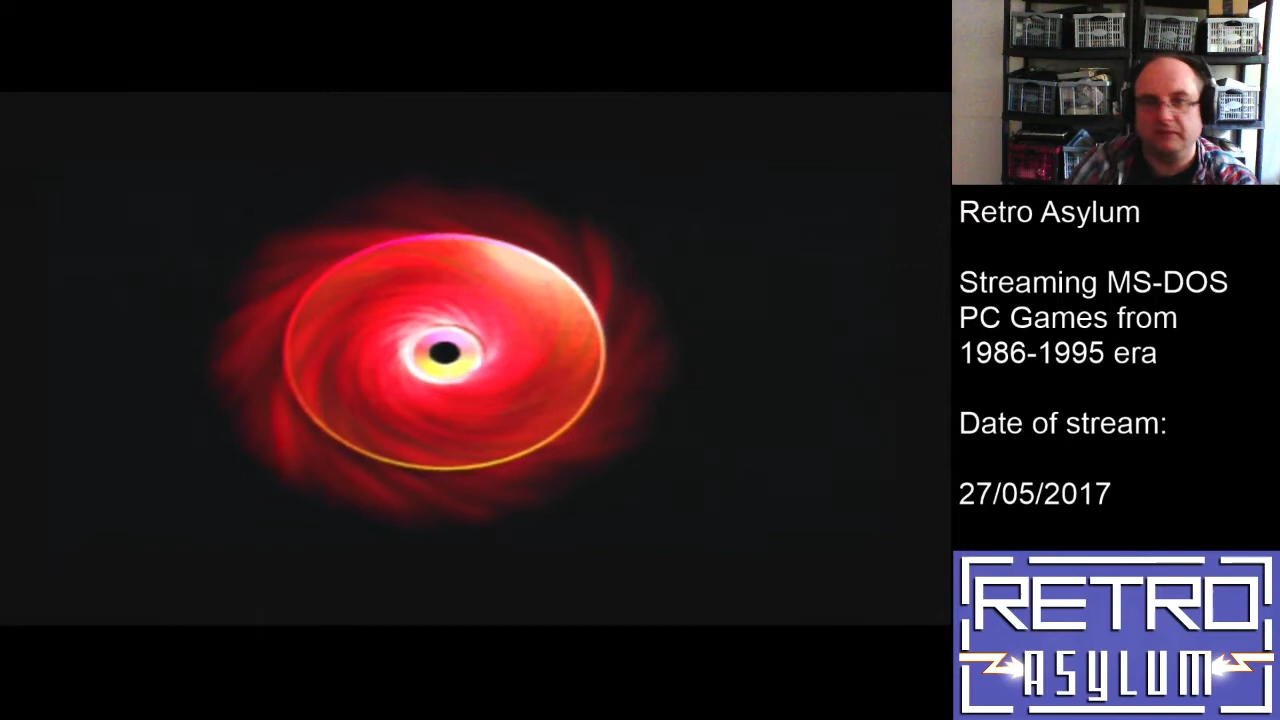 Retro Asylum
Streaming MS-DOS
PC Games from
1986-1995 era
Date of stream:
27/05/2017
RETRO
ASYLUM